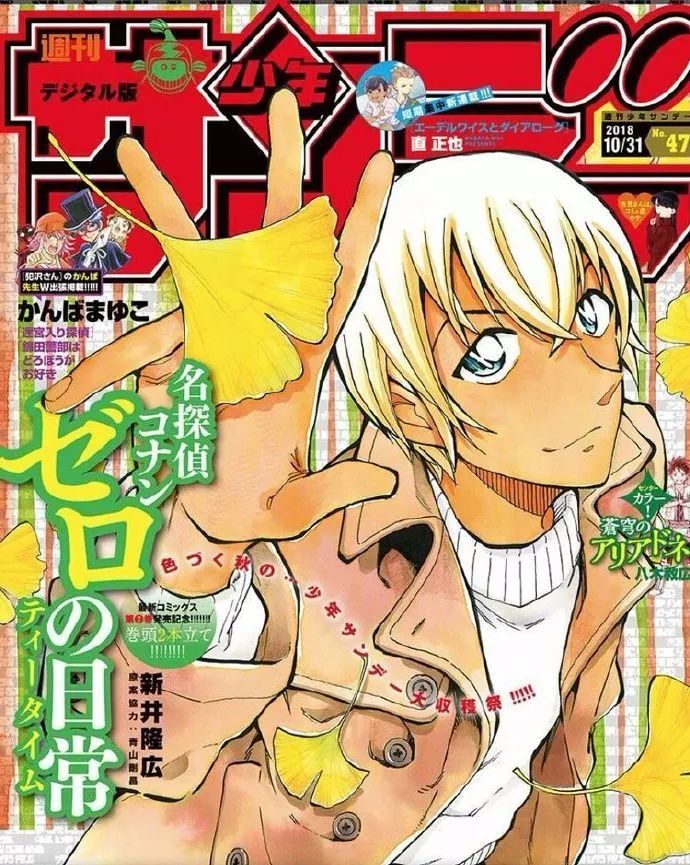 週刊
少年
サンデー
デジタル版
短期集中新連載!!!
[エーデルワイスとダイアローグ]
直 正也
PRESENTS
週刊少年サンデー
2018
10/31
No.47
[犯沢さん]のかんば
先生W出張掲載!!!!!
かんばまゆこ
迷宮入り探偵
錦田警部は
どろぼうが
お好き
名探偵
コナン
ゼロの日常
ティータイム
色づく秋の…少年サンデー大収穫祭!!!!!
最新コミックス
第2巻発売記念!!!!!!!
巻頭2本立て
!!!!!!!!
新井隆広
原案協力:青山剛昌
センター
カラー!
蒼穹の
アリアドネ
八木教広